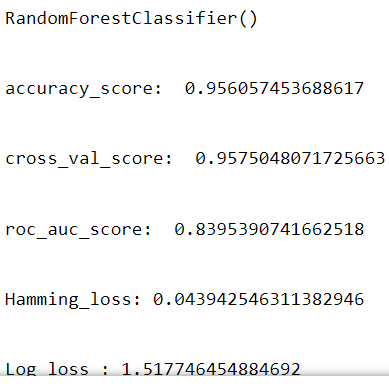 RandomForestClassifier()
accuracy_score:  0.956057453688617
cross_val_score:  0.9575048071725663
roc_auc_score:  0.8395390741662518
Hamming_loss: 0.043942546311382946
Log loss : 1.517746454884692